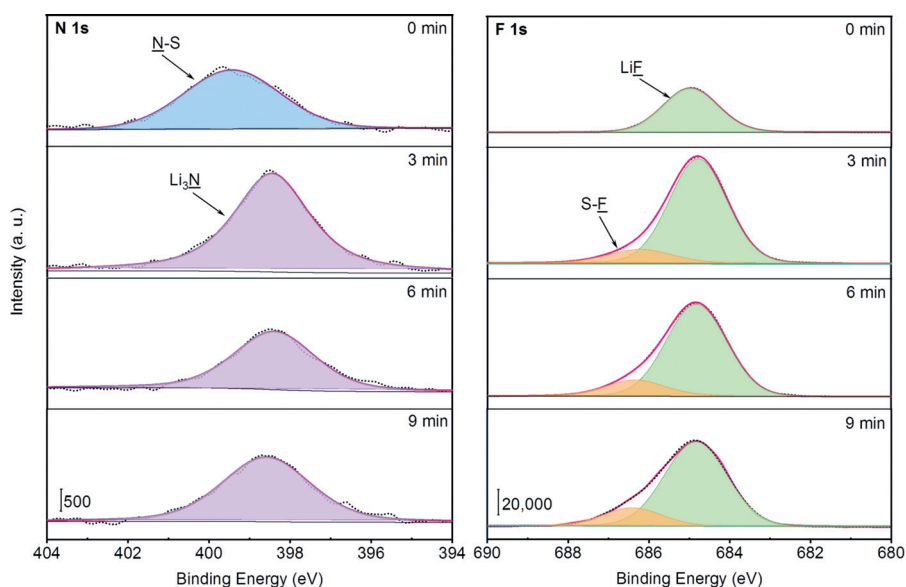 N 1s
0 min
N-S
3 min
Li₃N
6 min
9 min
500
404 402 400 398 396 394
Binding Energy (eV)
Intensity (a. u.)
F 1s
0 min
LiF
3 min
S-F
6 min
9 min
20,000
690 688 686 684 682 680
Binding Energy (eV)